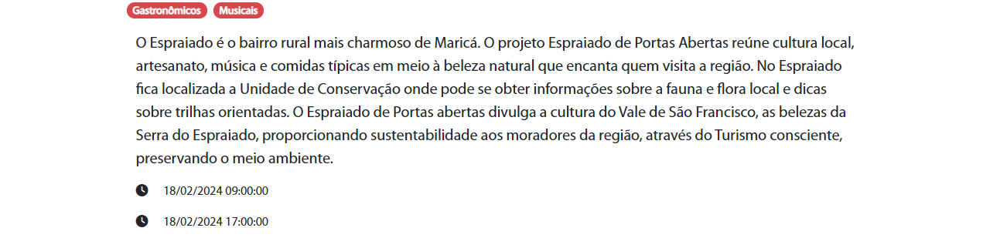 Gastronômicos Musicais
O Espraiado é o bairro rural mais charmoso de Maricá. O projeto Espraiado de Portas Abertas reúne cultura local,
artesanato, música e comidas típicas em meio à beleza natural que encanta quem visita a região. No Espraiado
fica localizada a Unidade de Conservação onde pode se obter informações sobre a fauna e flora local e dicas
sobre trilhas orientadas. O Espraiado de Portas abertas divulga a cultura do Vale de São Francisco, as belezas da
Serra do Espraiado, proporcionando sustentabilidade aos moradores da região, através do Turismo consciente,
preservando o meio ambiente.
18/02/2024 09:00:00
18/02/2024 17:00:00